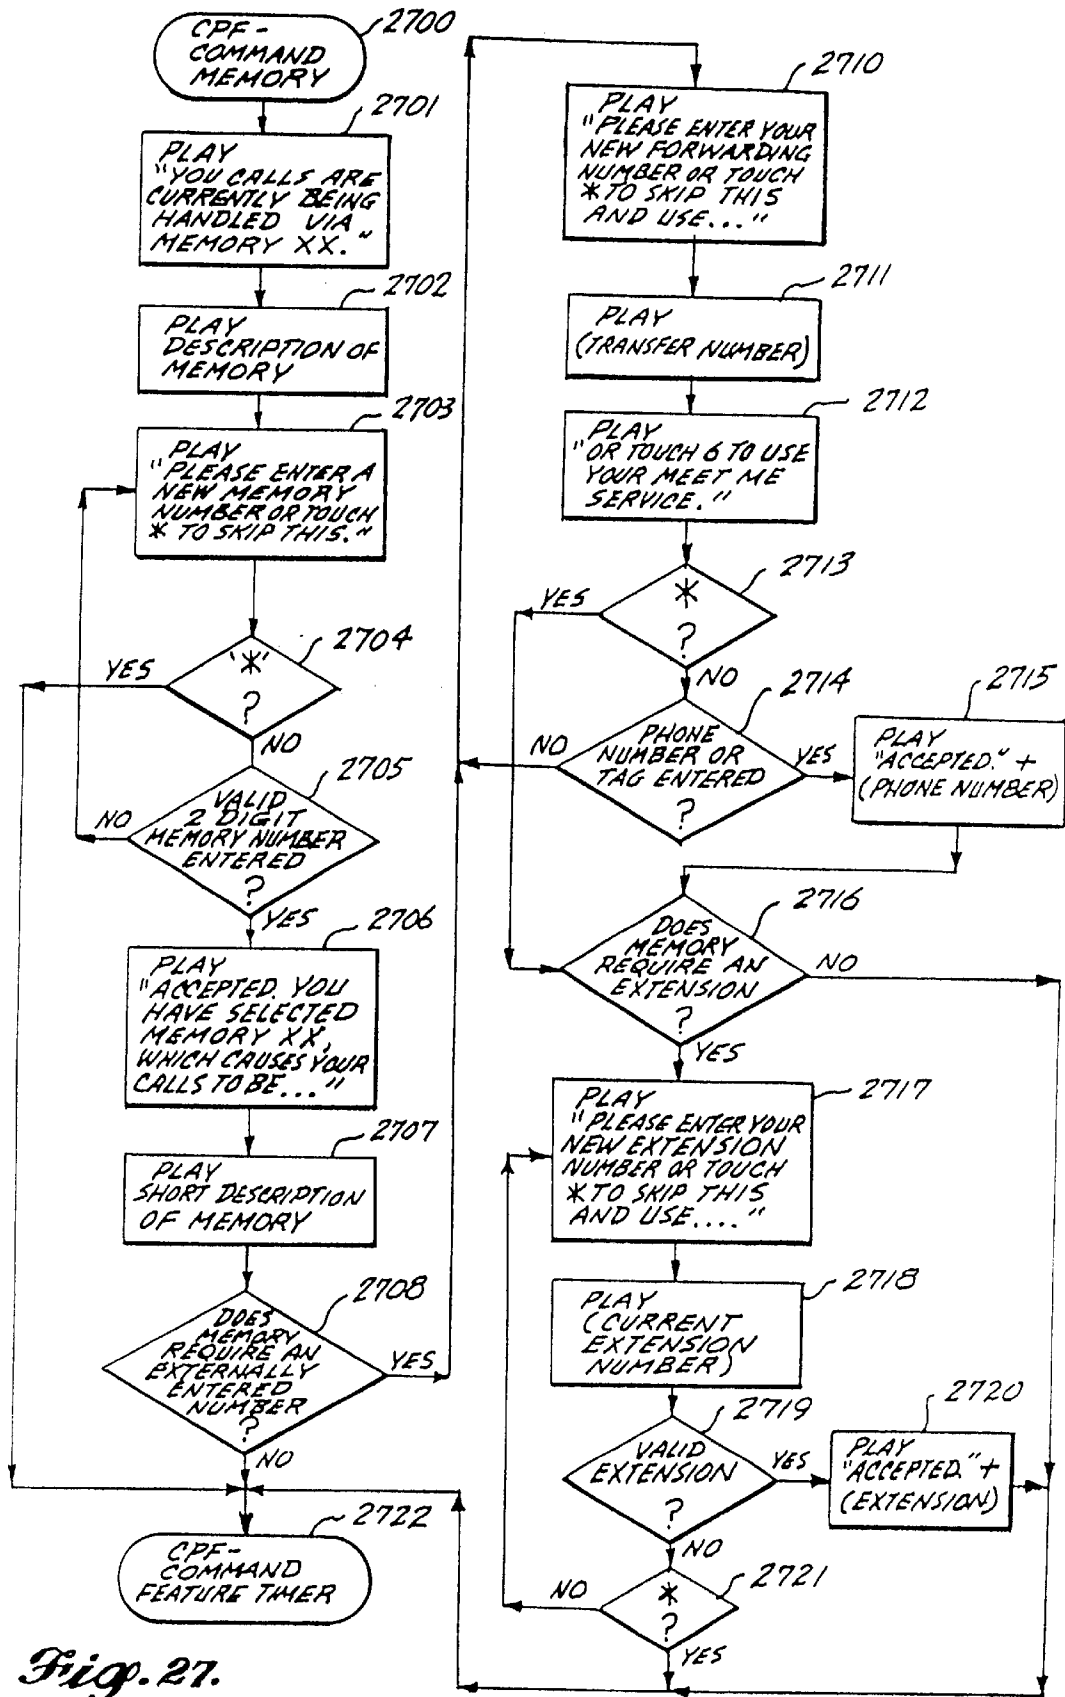 CPF-
COMMAND
MEMORY
2700
2701
PLAY
"YOU CALLS ARE
CURRENTLY BEING
HANDLED VIA
MEMORY XX."
2702
PLAY
DESCRIPTION OF
MEMORY
2703
PLAY
"PLEASE ENTER A
NEW MEMORY
NUMBER OR TOUCH
* TO SKIP THIS."
2704
'*'
?
YES
NO
2705
VALID
2 DIGIT
MEMORY NUMBER
ENTERED
?
NO
YES
2706
PLAY
"ACCEPTED. YOU
HAVE SELECTED
MEMORY XX,
WHICH CAUSES YOUR
CALLS TO BE..."
2707
PLAY
SHORT DESCRIPTION
OF MEMORY
2708
DOES
MEMORY
REQUIRE AN
EXTERNALLY
ENTERED
NUMBER
?
YES
NO
2722
CPF-
COMMAND
FEATURE TIMER
2710
PLAY
"PLEASE ENTER YOUR
NEW FORWARDING
NUMBER OR TOUCH
* TO SKIP THIS
AND USE..."
2711
PLAY
(TRANSFER NUMBER)
2712
PLAY
"OR TOUCH 6 TO USE
YOUR MEET ME
SERVICE."
2713
*
?
YES
NO
2714
PHONE
NUMBER OR
TAG ENTERED
?
NO
YES
2715
PLAY
"ACCEPTED." +
(PHONE NUMBER)
2716
DOES
MEMORY
REQUIRE AN
EXTENSION
?
NO
YES
2717
PLAY
"PLEASE ENTER YOUR
NEW EXTENSION
NUMBER OR TOUCH
* TO SKIP THIS
AND USE...."
2718
PLAY
(CURRENT
EXTENSION
NUMBER)
2719
VALID
EXTENSION
?
YES
NO
2720
PLAY
"ACCEPTED." +
(EXTENSION)
2721
*
?
NO
YES
Fig. 27.